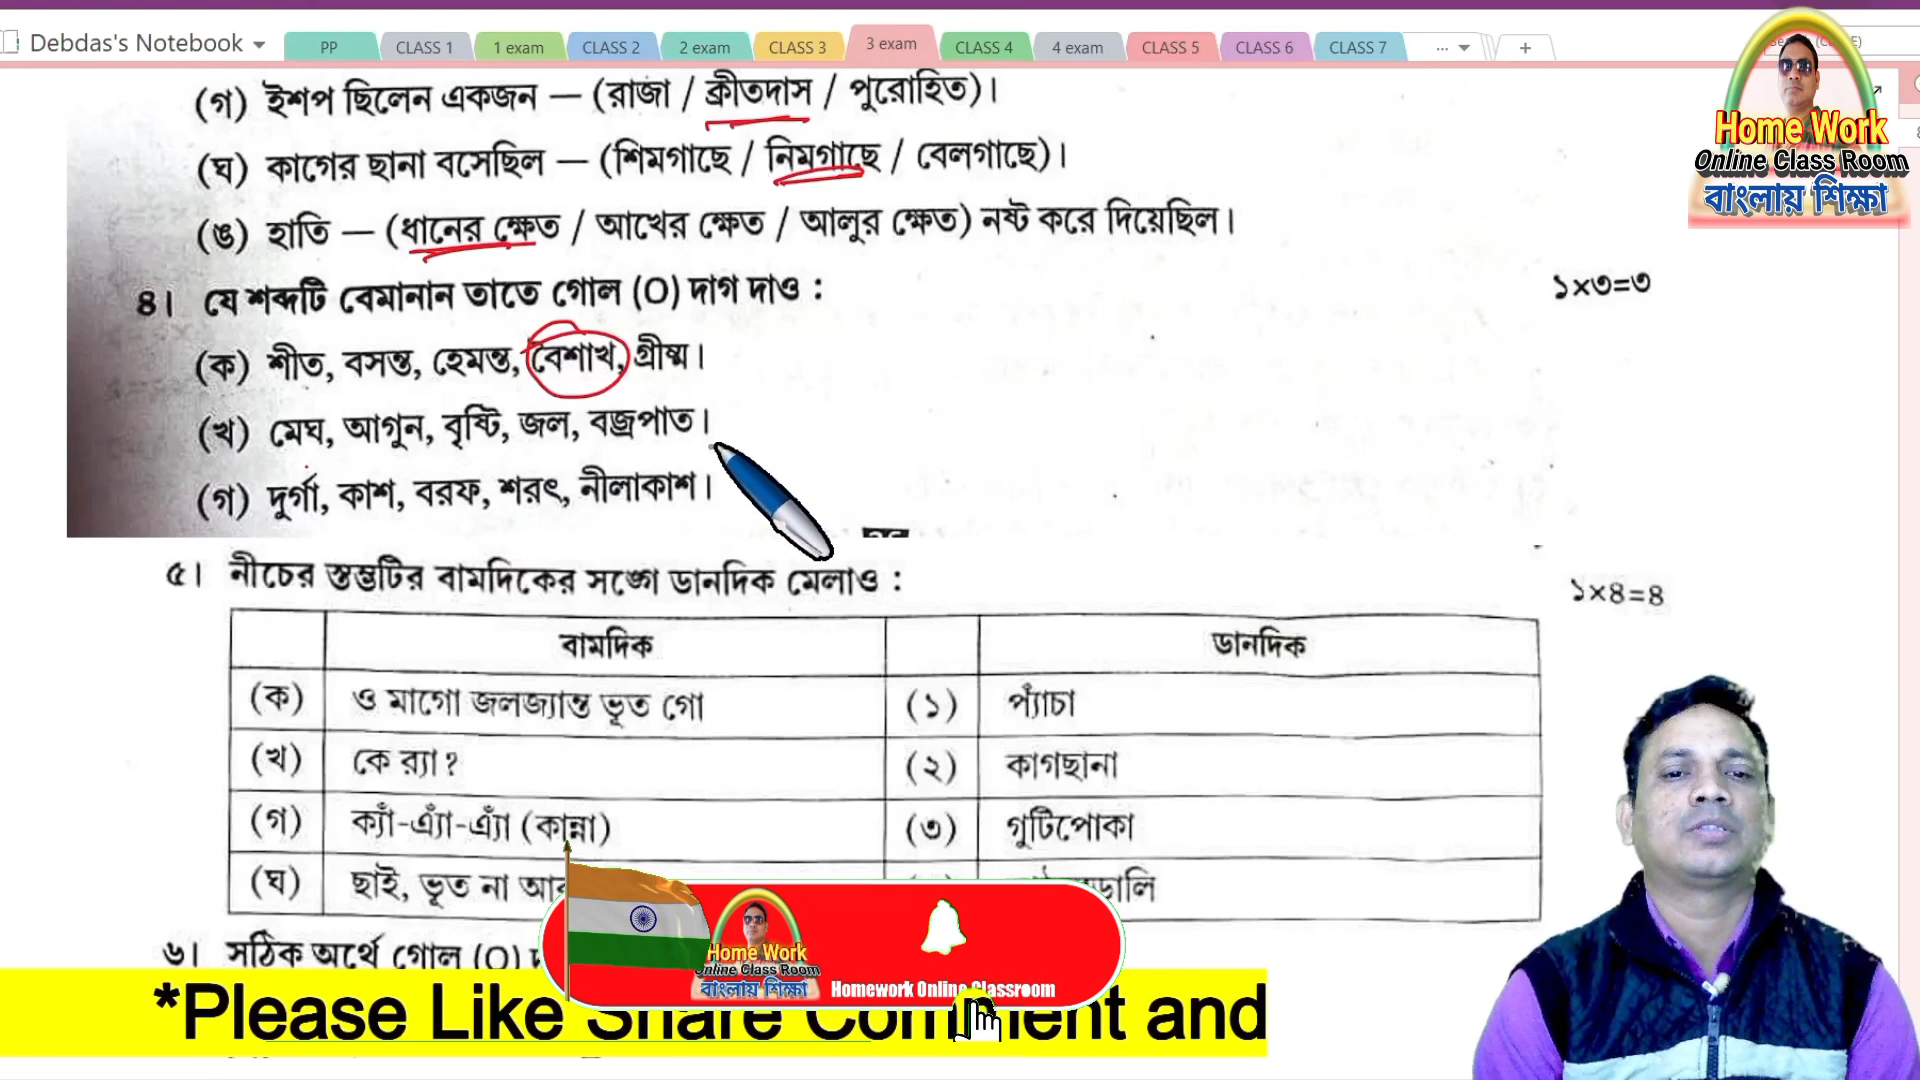 Debdas's Notebook PP CLASS 1 1 exam CLASS 2 2 exam CLASS 3 3 exam CLASS 4 4 exam CLASS 5 CLASS 6 CLASS 7 ... +
Home Work
Online Class Room
বাংলায় শিক্ষা
(গ) ইশপ ছিলেন একজন — (রাজা / ক্রীতদাস / পুরোহিত)।
(ঘ) কাগের ছানা বসেছিল — (শিমগাছে / নিমগাছে / বেলগাছে)।
(ঙ) হাতি — (ধানের ক্ষেত / আখের ক্ষেত / আলুর ক্ষেত) নষ্ট করে দিয়েছিল।
৪। যে শব্দটি বেমানান তাতে গোল (O) দাগ দাও : ১×৩=৩
(ক) শীত, বসন্ত, হেমন্ত, বৈশাখ, গ্রীষ্ম।
(খ) মেঘ, আগুন, বৃষ্টি, জল, বজ্রপাত।
(গ) দুর্গা, কাশ, বরফ, শরৎ, নীলাকাশ।
৫। নীচের স্তম্ভটির বামদিকের সঙ্গে ডানদিক মেলাও : ১×৪=৪
বামদিক ডানদিক
(ক) ও মাগো জলজ্যান্ত ভূত গো (১) প্যাঁচা
(খ) কে র‍্যা? (২) কাগছানা
(গ) ক্যাঁ-এ্যাঁ-এ্যাঁ (কান্না) (৩) গুটিপোকা
(ঘ) ছাই, ভূত না
৬। সঠিক অর্থে গোল (O)
Home Work
Online Class Room
বাংলায় শিক্ষা
Homework Online Classroom
*Please Like Share Comment and